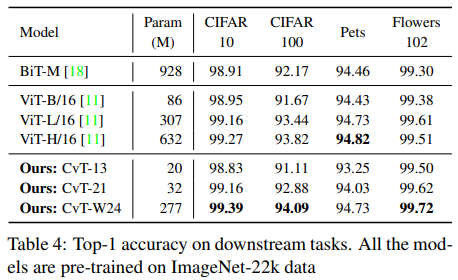 Model Param CIFAR CIFAR Pets Flowers
(M) 10 100 102
BiT-M [18] 928 98.91 92.17 94.46 99.30
ViT-B/16 [11] 86 98.95 91.67 94.43 99.38
ViT-L/16 [11] 307 99.16 93.44 94.73 99.61
ViT-H/16 [11] 632 99.27 93.82 94.82 99.51
Ours: CvT-13 20 98.83 91.11 93.25 99.50
Ours: CvT-21 32 99.16 92.88 94.03 99.62
Ours: CvT-W24 277 99.39 94.09 94.73 99.72
Table 4: Top-1 accuracy on downstream tasks. All the mod-
els are pre-trained on ImageNet-22k data